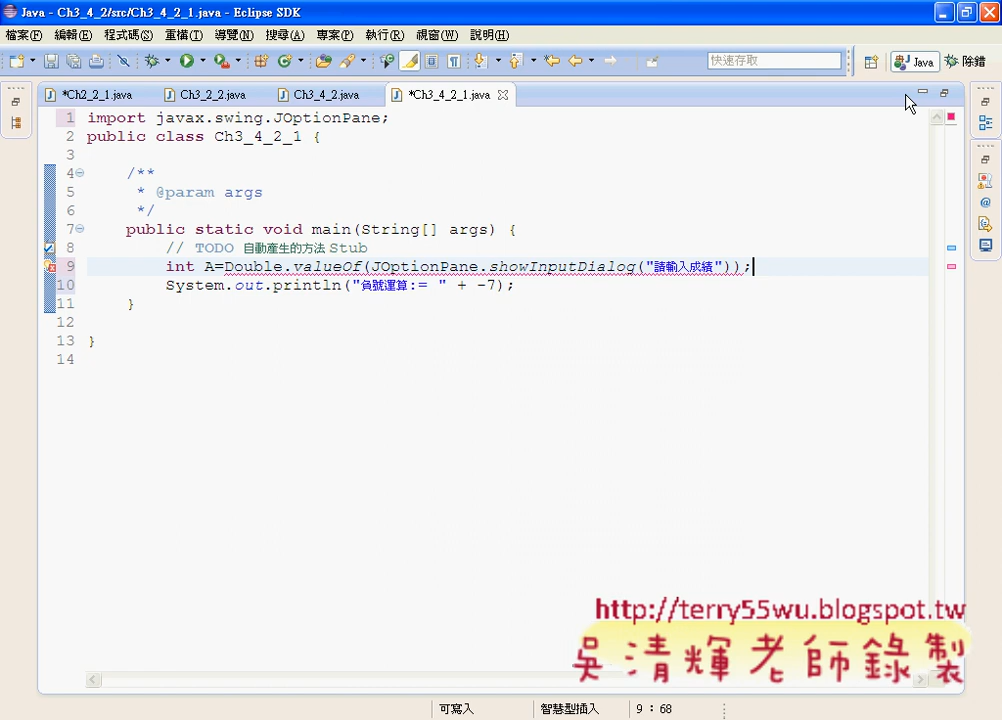 Java - Ch3_4_2/src/Ch3_4_2_1.java - Eclipse SDK
檔案(F) 編輯(E) 程式碼(S) 重構(T) 導覽(N) 搜尋(A) 專案(P) 執行(R) 視窗(W) 說明(H)
快速存取 Java 除錯
*Ch2_2_1.java Ch3_2_2.java Ch3_4_2.java *Ch3_4_2_1.java
1 import javax.swing.JOptionPane;
2 public class Ch3_4_2_1 {
3
4 /**
5 * @param args
6 */
7 public static void main(String[] args) {
8 // TODO 自動產生的方法 Stub
9 int A=Double.valueOf(JOptionPane.showInputDialog("請輸入成績"));
10 System.out.println("負號運算:= " + -7);
11 }
12
13 }
14
http://terry55wu.blogspot.tw
吳清輝老師錄製
可寫入 智慧型插入 9 : 68